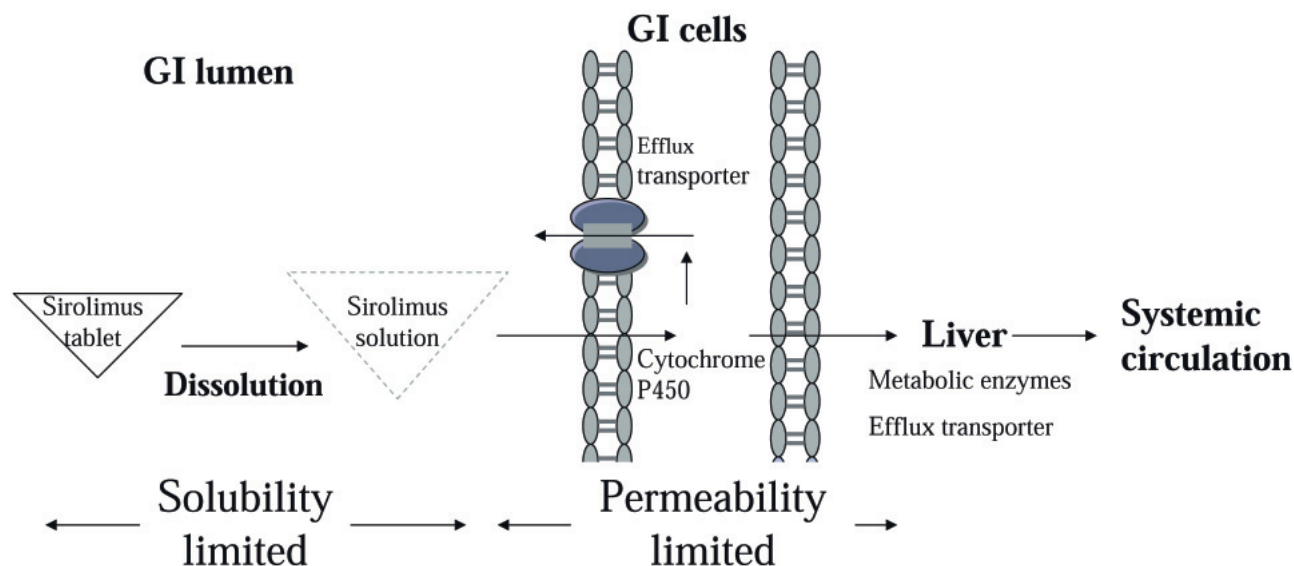 GI lumen
GI cells
Efflux
transporter
Sirolimus
tablet
Dissolution
Sirolimus
solution
Cytochrome
P450
Liver
Metabolic enzymes
Efflux transporter
Systemic
circulation
Solubility
limited
Permeability
limited